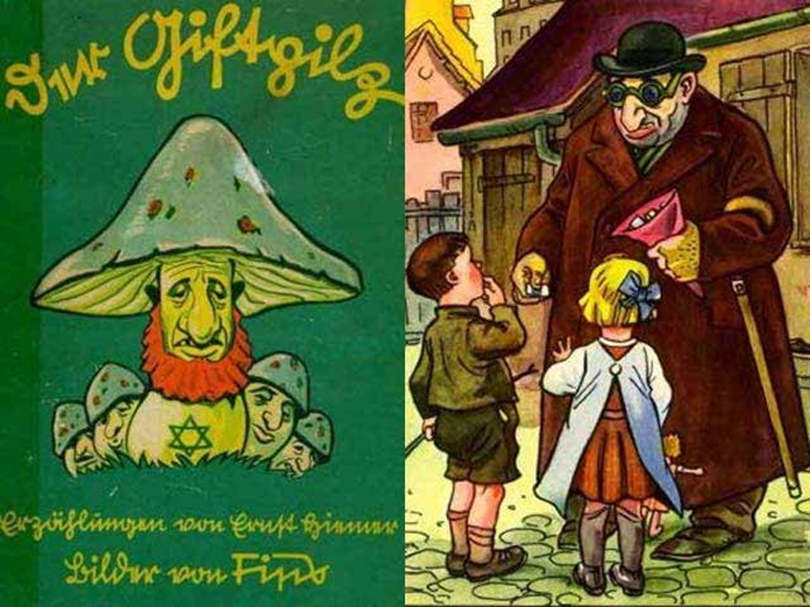 Der Giftpilz
Erzählungen von Ernst Hiemer
Bilder von Fips